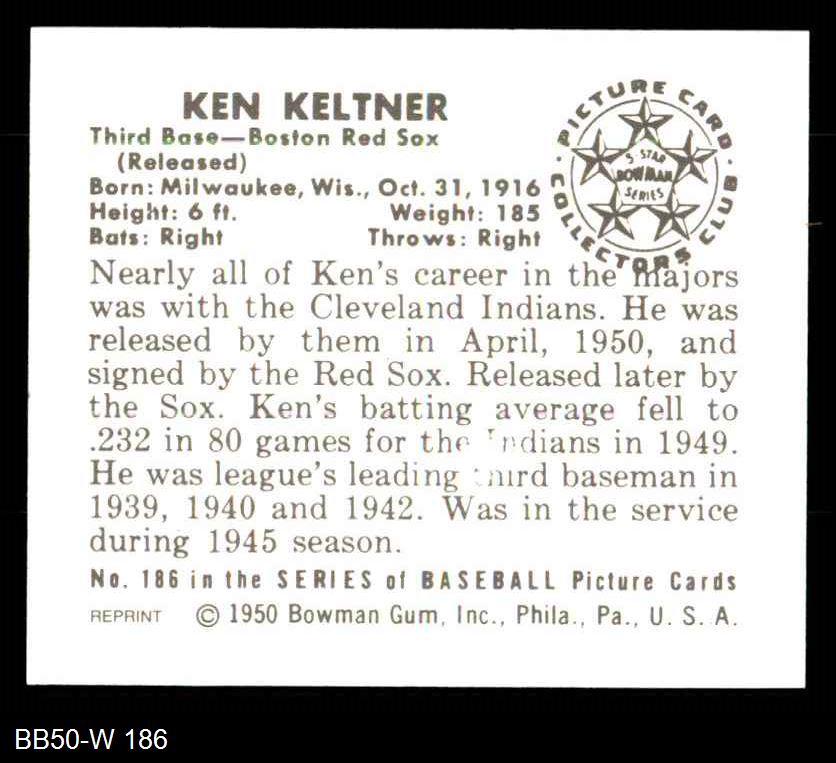 KEN KELTNER
Third Base—Boston Red Sox
(Released)
Born: Milwaukee, Wis., Oct. 31, 1916
Height: 6 ft. Weight: 185
Bats: Right Throws: Right
· PICTURE CARD · COLLECTORS CLUB
5 STAR
BOWMAN
SERIES
Nearly all of Ken's career in the majors
was with the Cleveland Indians. He was
released by them in April, 1950, and
signed by the Red Sox. Released later by
the Sox. Ken's batting average fell to
.232 in 80 games for the Indians in 1949.
He was league's leading third baseman in
1939, 1940 and 1942. Was in the service
during 1945 season.
No. 186 in the SERIES of BASEBALL Picture Cards
REPRINT © 1950 Bowman Gum, Inc., Phila., Pa., U. S. A.
BB50-W 186